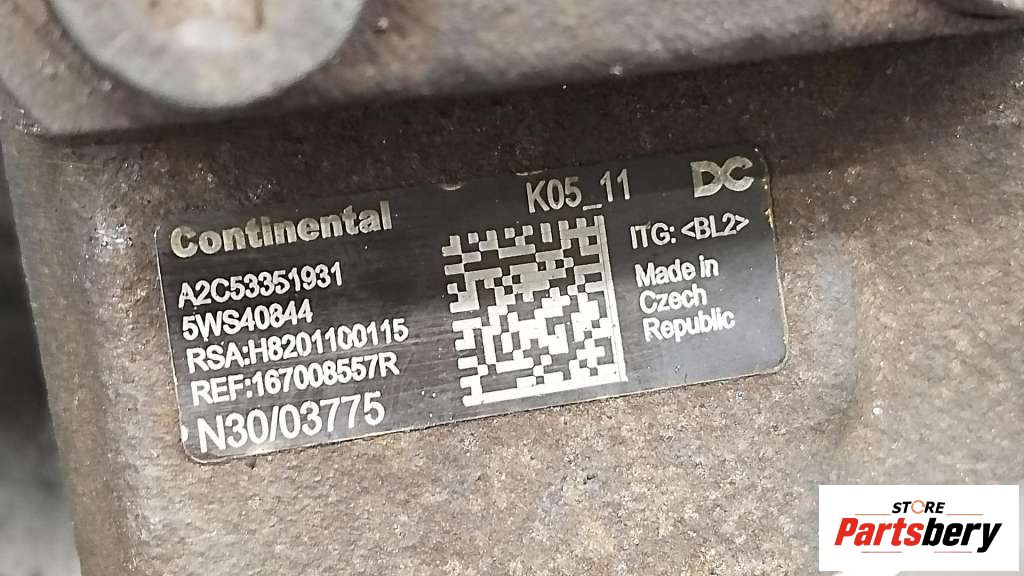 Continental
A2C53351931
5WS40844
RSA:H8201100115
REF:167008557R
N30/03775
K05_11
DC
ITG: <BL2>
Made in
Czech
Republic
STORE
Partsbery